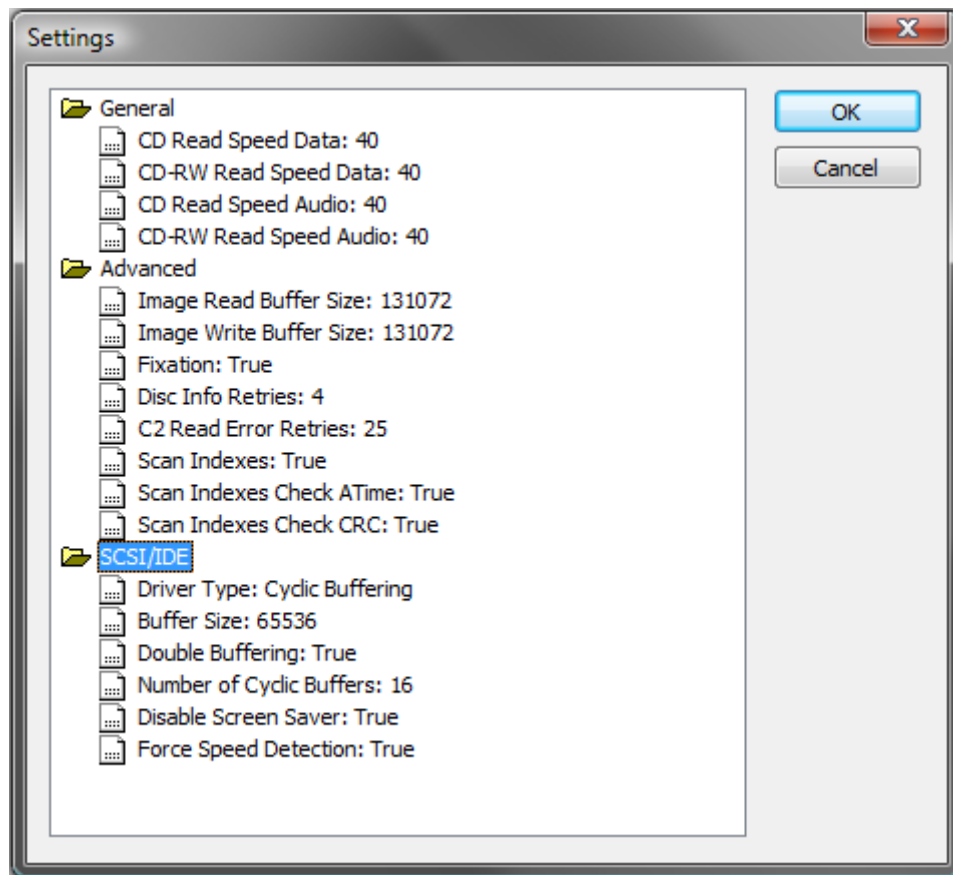 Settings
General
CD Read Speed Data: 40
CD-RW Read Speed Data: 40
CD Read Speed Audio: 40
CD-RW Read Speed Audio: 40
Advanced
Image Read Buffer Size: 131072
Image Write Buffer Size: 131072
Fixation: True
Disc Info Retries: 4
C2 Read Error Retries: 25
Scan Indexes: True
Scan Indexes Check ATime: True
Scan Indexes Check CRC: True
SCSI/IDE
Driver Type: Cyclic Buffering
Buffer Size: 65536
Double Buffering: True
Number of Cyclic Buffers: 16
Disable Screen Saver: True
Force Speed Detection: True
OK
Cancel